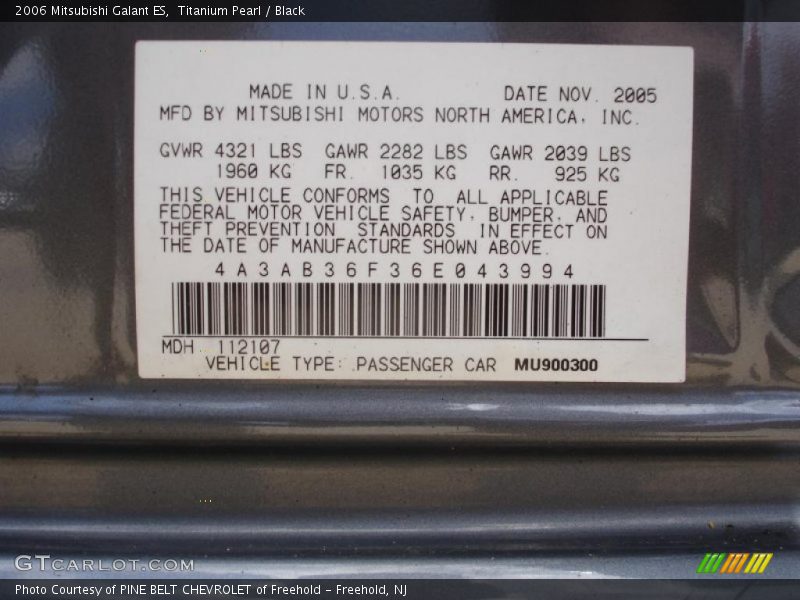 2006 Mitsubishi Galant ES, Titanium Pearl / Black
MADE IN U.S.A. DATE NOV. 2005
MFD BY MITSUBISHI MOTORS NORTH AMERICA, INC.
GVWR 4321 LBS GAWR 2282 LBS GAWR 2039 LBS
1960 KG FR. 1035 KG RR. 925 KG
THIS VEHICLE CONFORMS TO ALL APPLICABLE
FEDERAL MOTOR VEHICLE SAFETY, BUMPER, AND
THEFT PREVENTION STANDARDS IN EFFECT ON
THE DATE OF MANUFACTURE SHOWN ABOVE.
4A3AB36F36E043994
MDH 112107
VEHICLE TYPE: PASSENGER CAR MU900300
GTCARLOT.COM
Photo Courtesy of PINE BELT CHEVROLET of Freehold - Freehold, NJ